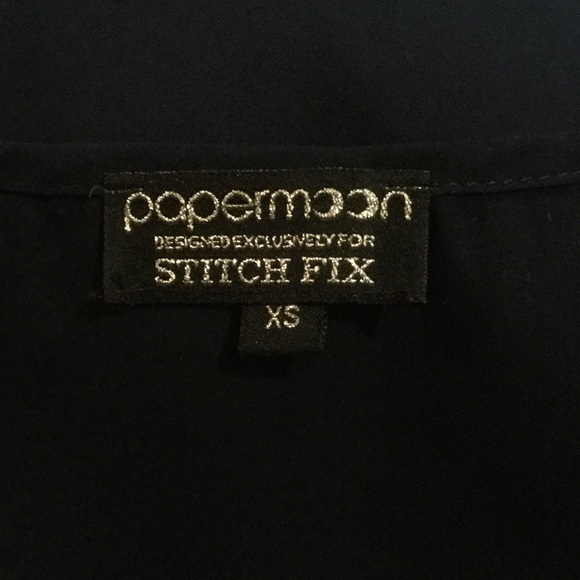 papermoon
DESIGNED EXCLUSIVELY FOR
STITCH FIX
XS